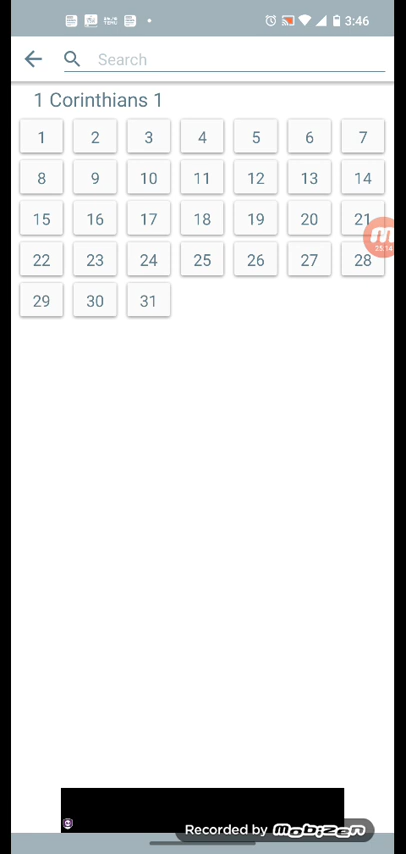 3:46
Search
1 Corinthians 1
1 2 3 4 5 6 7
8 9 10 11 12 13 14
15 16 17 18 19 20 21
22 23 24 25 26 27 28
25:14
29 30 31
Recorded by mobizen